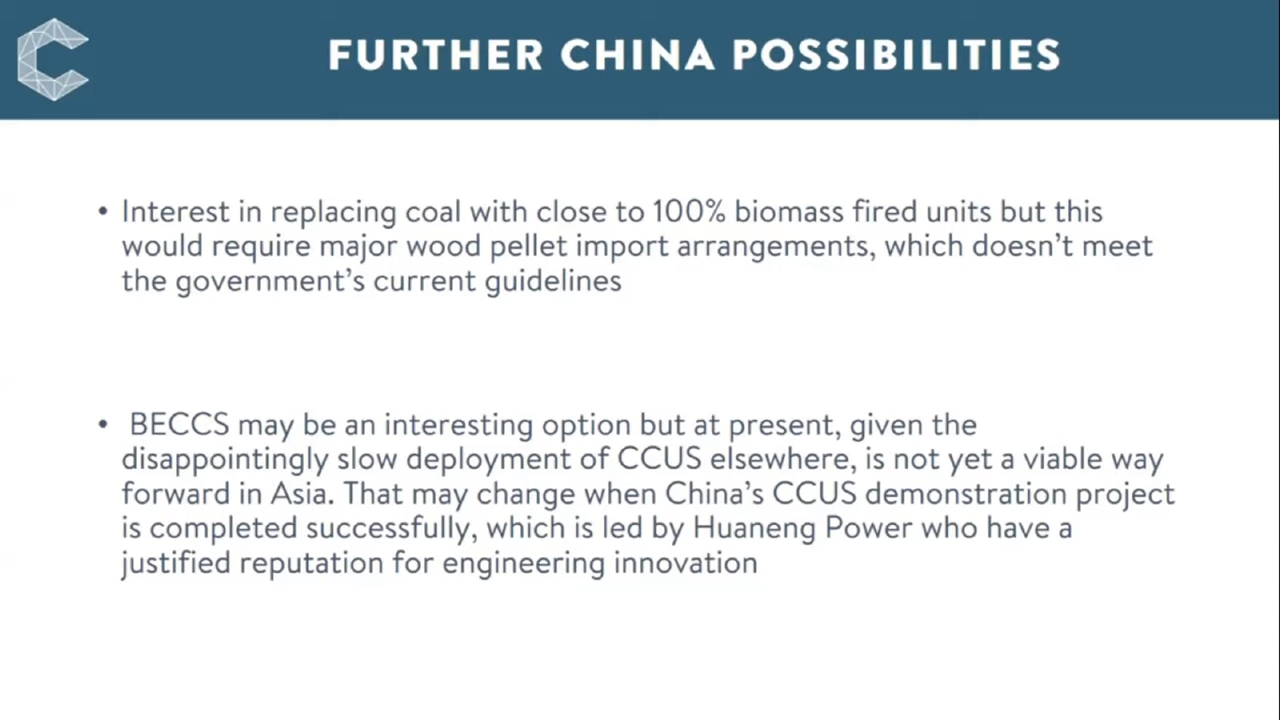 FURTHER CHINA POSSIBILITIES
• Interest in replacing coal with close to 100% biomass fired units but this
would require major wood pellet import arrangements, which doesn’t meet
the government’s current guidelines
• BECCS may be an interesting option but at present, given the
disappointingly slow deployment of CCUS elsewhere, is not yet a viable way
forward in Asia. That may change when China’s CCUS demonstration project
is completed successfully, which is led by Huaneng Power who have a
justified reputation for engineering innovation